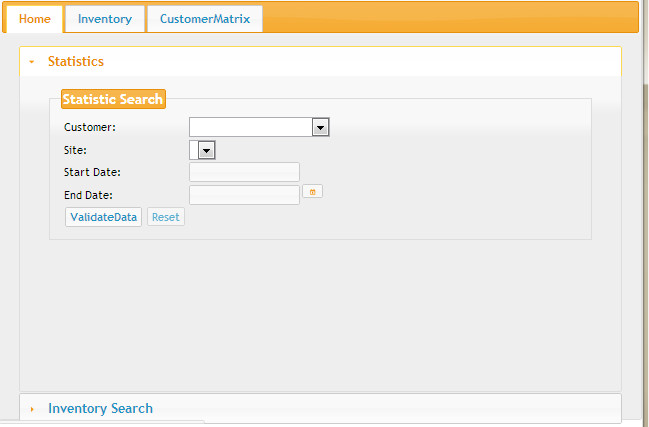 Home Inventory CustomerMatrix
Statistics
Statistic Search
Customer:
Site:
Start Date:
End Date:
ValidateData Reset
Inventory Search